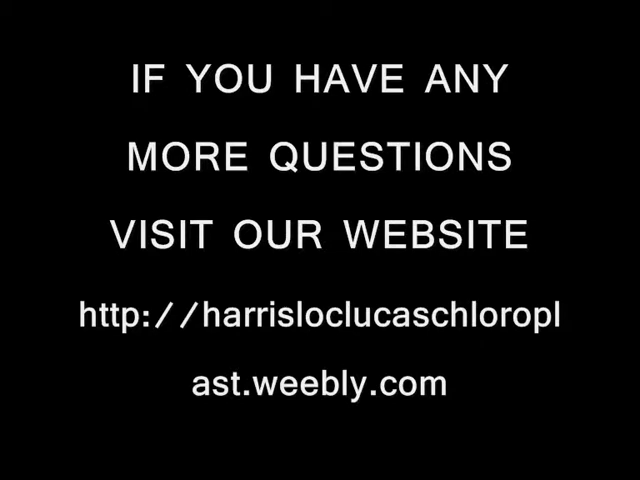 IF YOU HAVE ANY
MORE QUESTIONS
VISIT OUR WEBSITE
http://harrisloclucaschloropl
ast.weebly.com